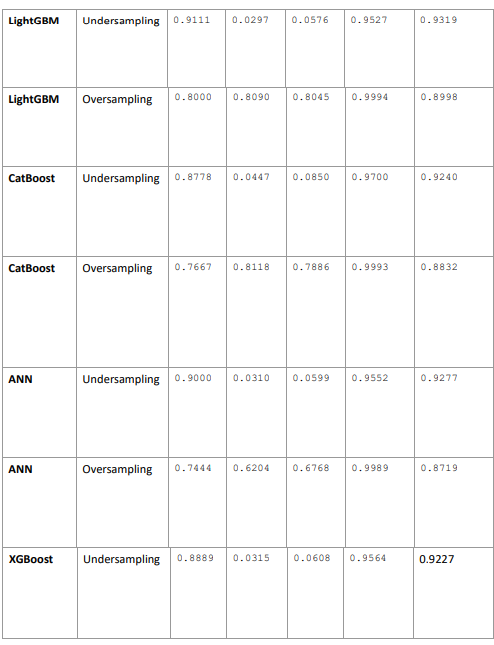 LightGBM Undersampling 0.9111 0.0297 0.0576 0.9527 0.9319
LightGBM Oversampling 0.8000 0.8090 0.8045 0.9994 0.8998
CatBoost Undersampling 0.8778 0.0447 0.0850 0.9700 0.9240
CatBoost Oversampling 0.7667 0.8118 0.7886 0.9993 0.8832
ANN Undersampling 0.9000 0.0310 0.0599 0.9552 0.9277
ANN Oversampling 0.7444 0.6204 0.6768 0.9989 0.8719
XGBoost Undersampling 0.8889 0.0315 0.0608 0.9564 0.9227